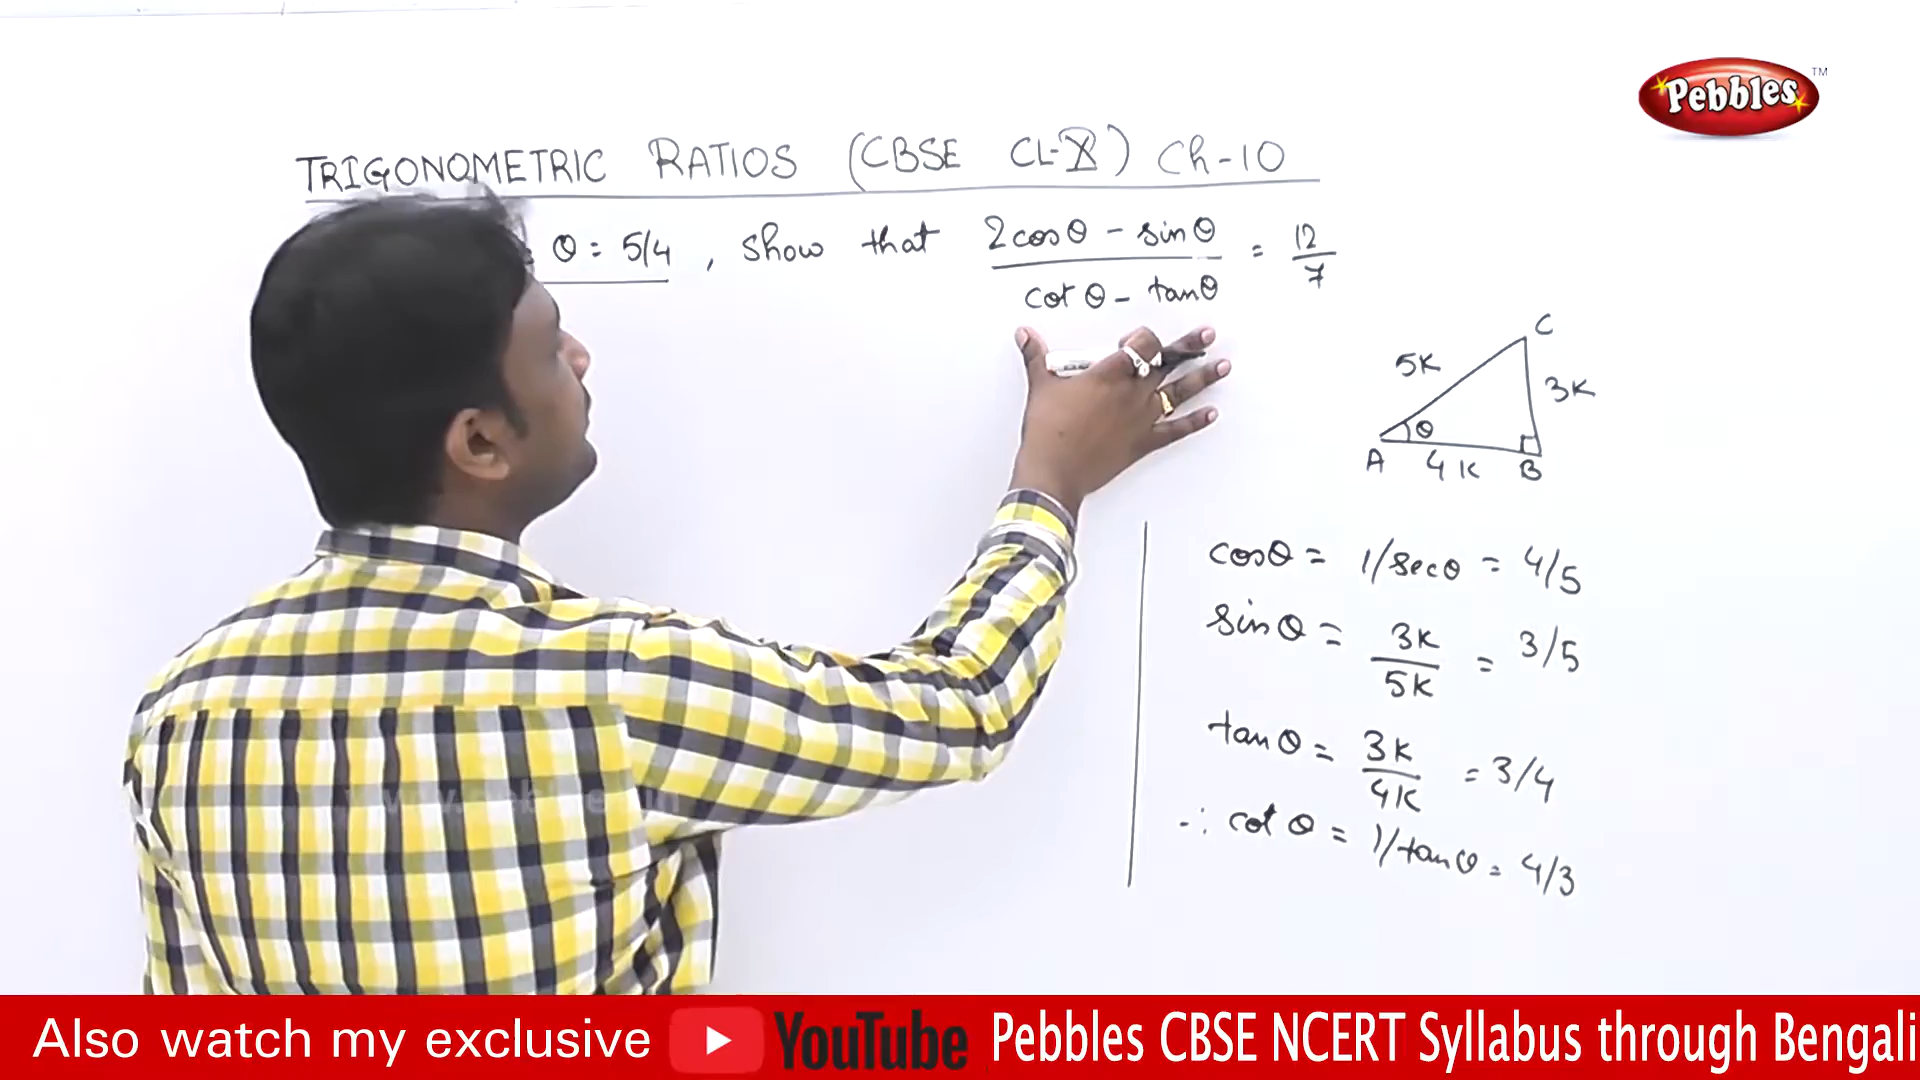 Pebbles™
TRIGONOMETRIC RATIOS (CBSE CL-X) Ch-10
θ = 5/4 , show that 2cosθ - sinθ / cotθ - tanθ = 12/7
C
5K
3K
θ
A 4K B
cosθ = 1/secθ = 4/5
sinθ = 3K/5K = 3/5
tanθ = 3K/4K = 3/4
∴ cotθ = 1/tanθ = 4/3
Also watch my exclusive YouTube Pebbles CBSE NCERT Syllabus through Bengali